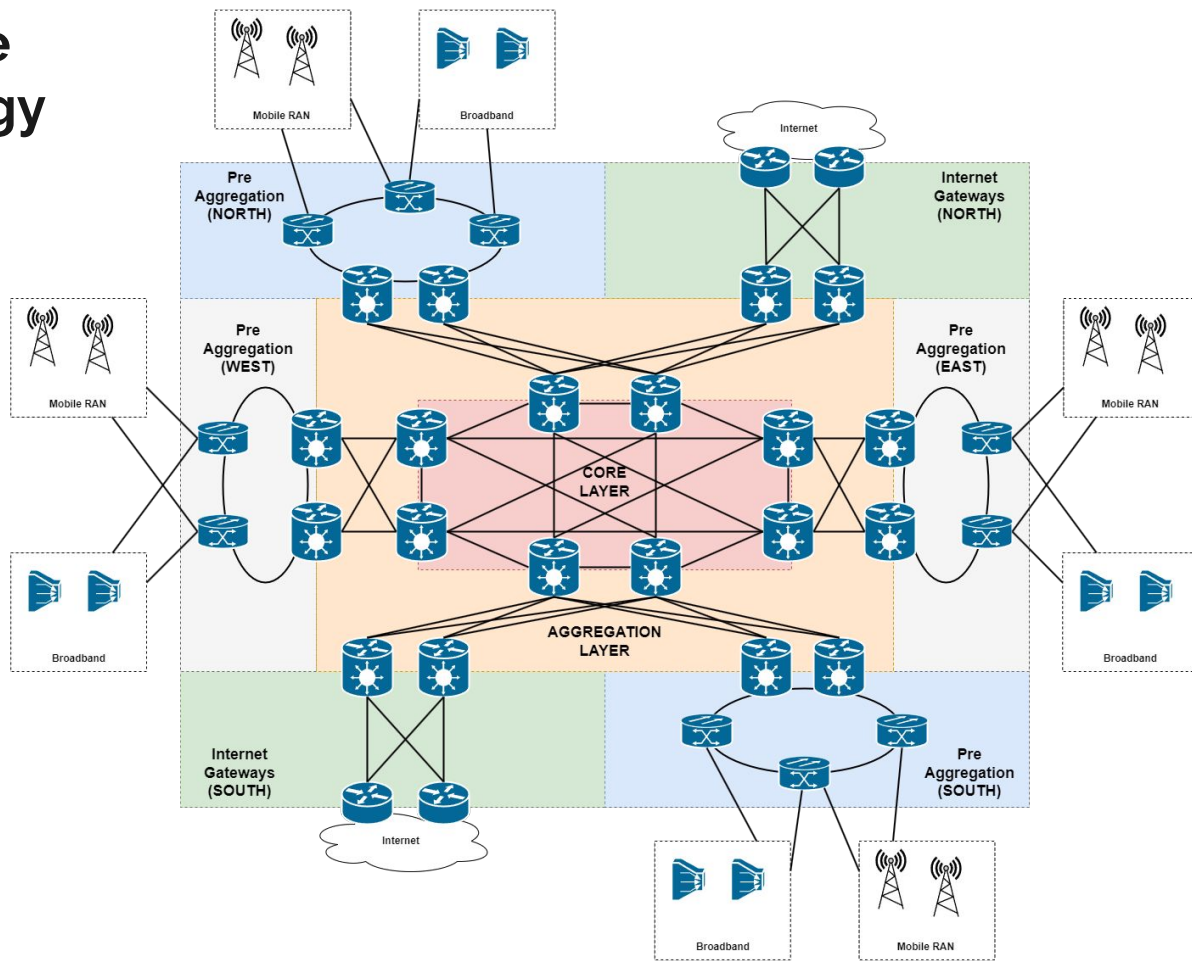 e
gy
Mobile RAN
Broadband
Internet
Pre
Aggregation
(NORTH)
Internet
Gateways
(NORTH)
Mobile RAN
Pre
Aggregation
(WEST)
Pre
Aggregation
(EAST)
Mobile RAN
CORE
LAYER
Broadband
AGGREGATION
LAYER
Broadband
Internet
Gateways
(SOUTH)
Pre
Aggregation
(SOUTH)
Internet
Broadband
Mobile RAN